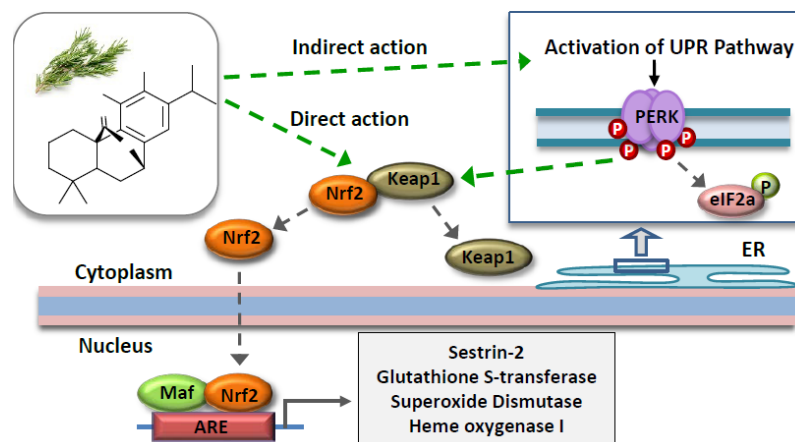 Indirect action
Direct action
Activation of UPR Pathway
PERK
P
P
P
P
eIF2a
P
Nrf2
Keap1
Nrf2
Keap1
ER
Cytoplasm
Nucleus
Maf
Nrf2
ARE
Sestrin-2
Glutathione S-transferase
Superoxide Dismutase
Heme oxygenase I